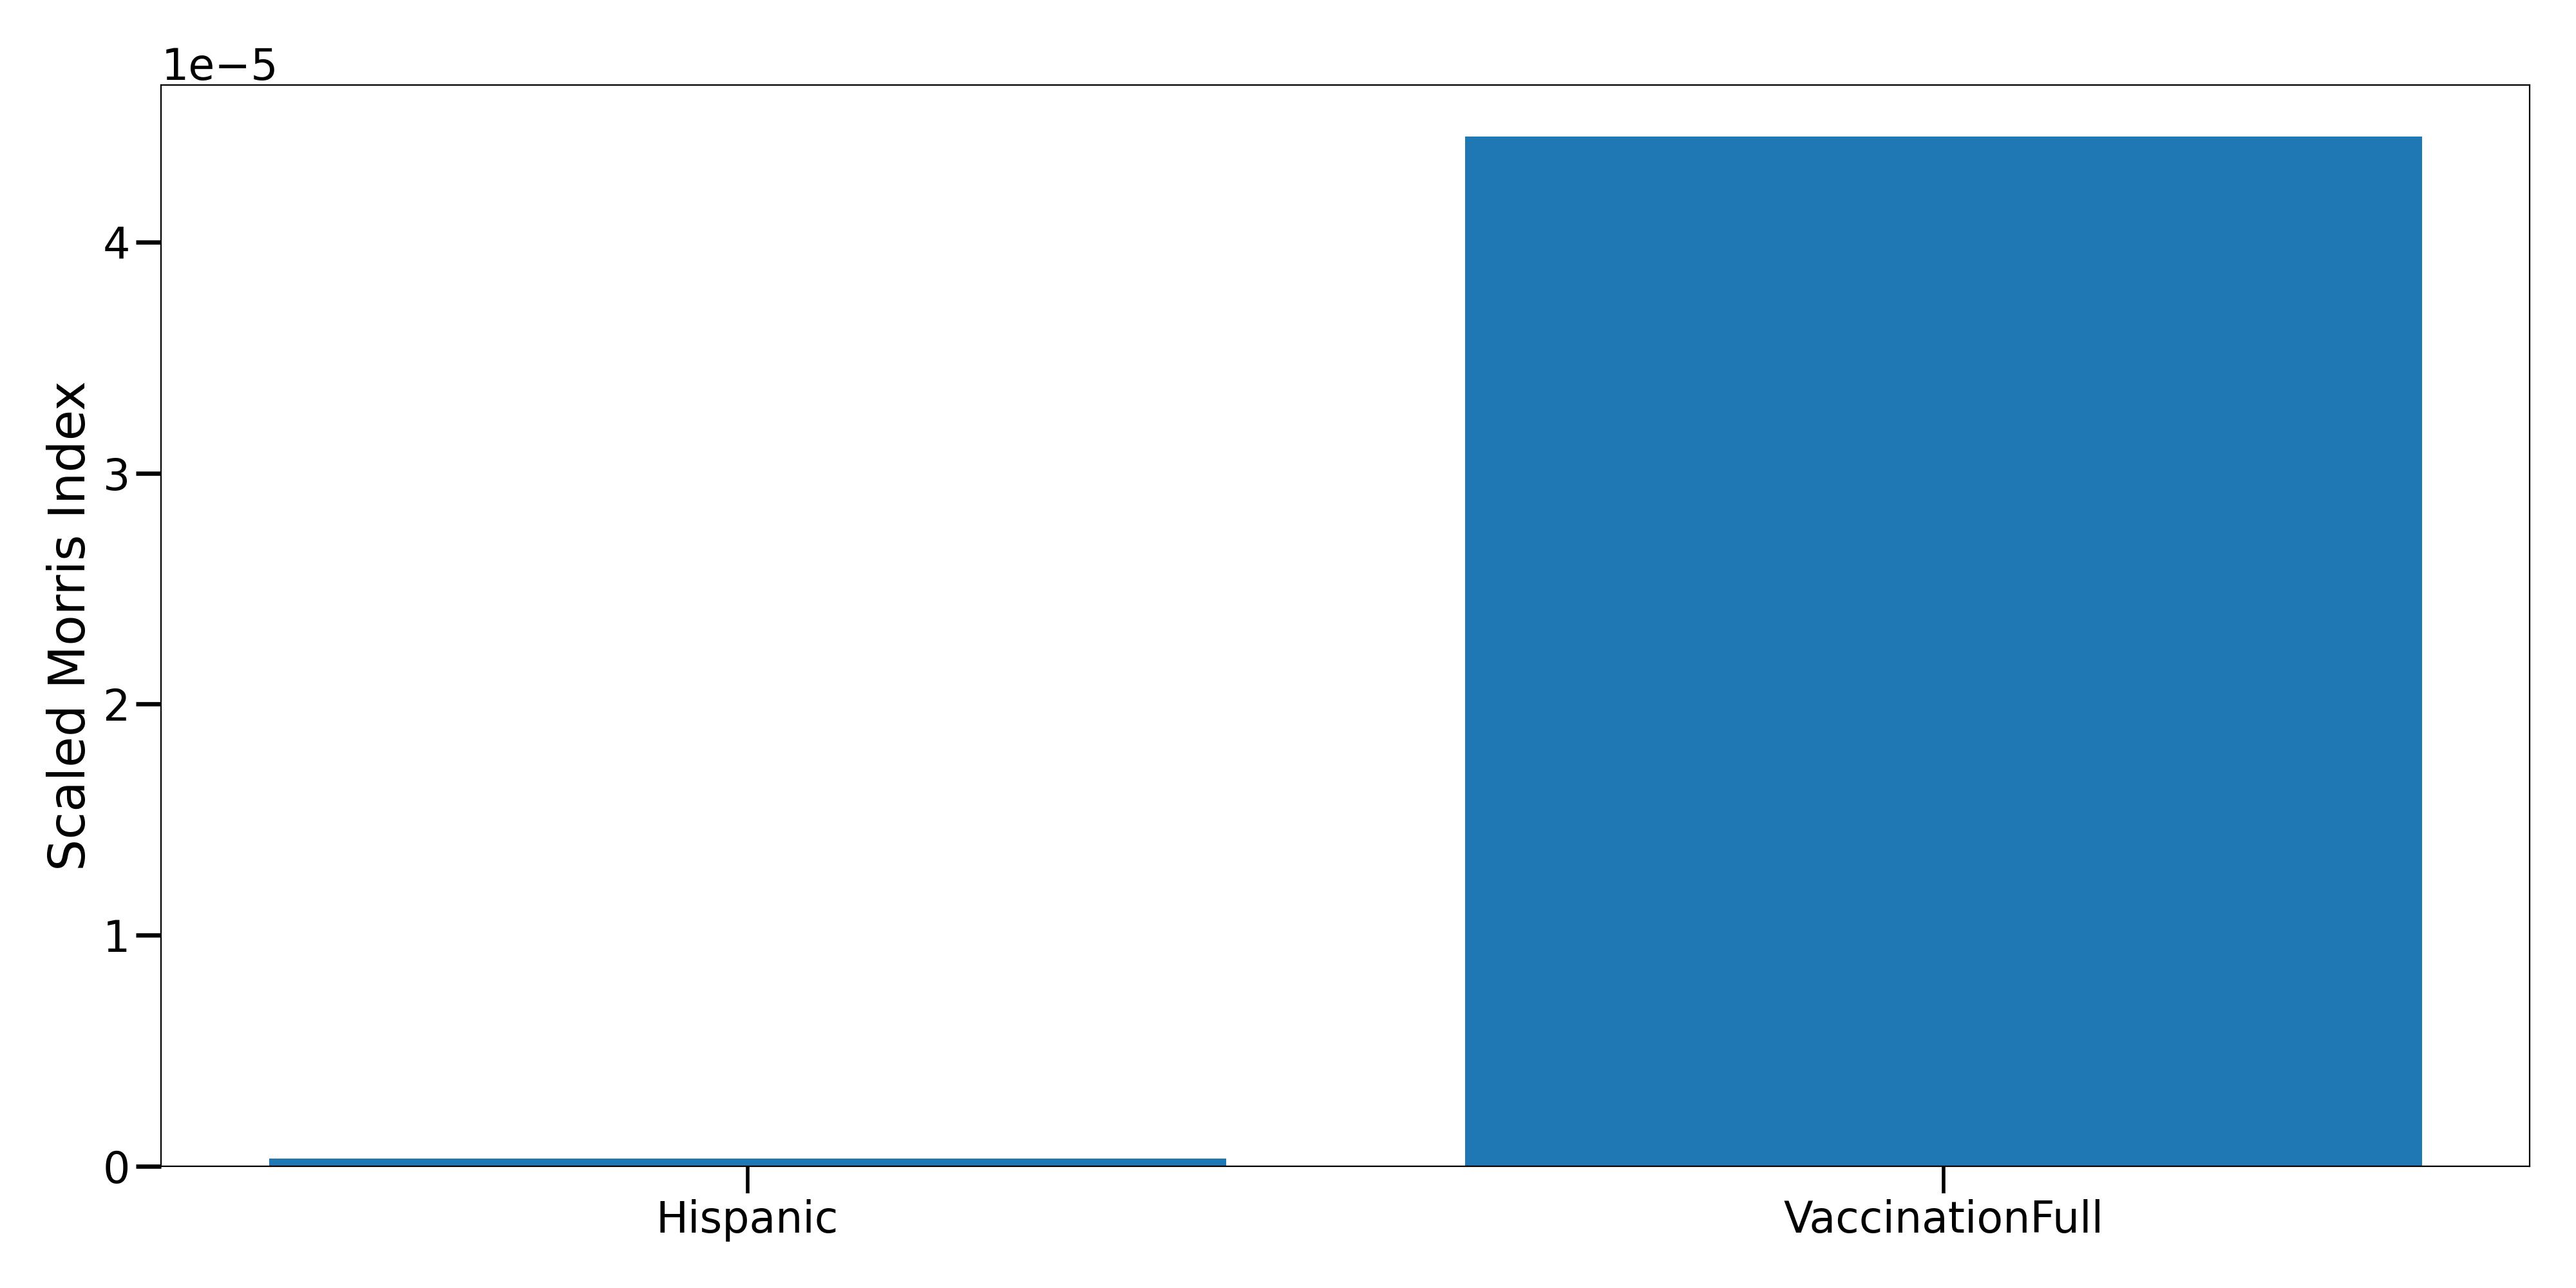 1e−5
Scaled Morris Index
4
3
2
1
0
Hispanic
VaccinationFull